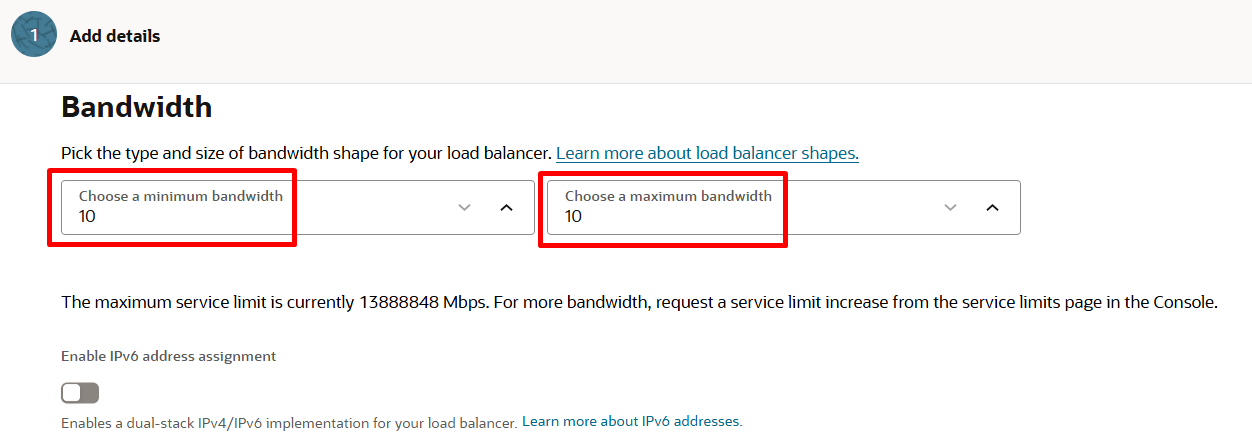 1
Add details
Bandwidth
Pick the type and size of bandwidth shape for your load balancer. Learn more about load balancer shapes.
Choose a minimum bandwidth
10
Choose a maximum bandwidth
10
The maximum service limit is currently 13888848 Mbps. For more bandwidth, request a service limit increase from the service limits page in the Console.
Enable IPv6 address assignment
Enables a dual-stack IPv4/IPv6 implementation for your load balancer. Learn more about IPv6 addresses.